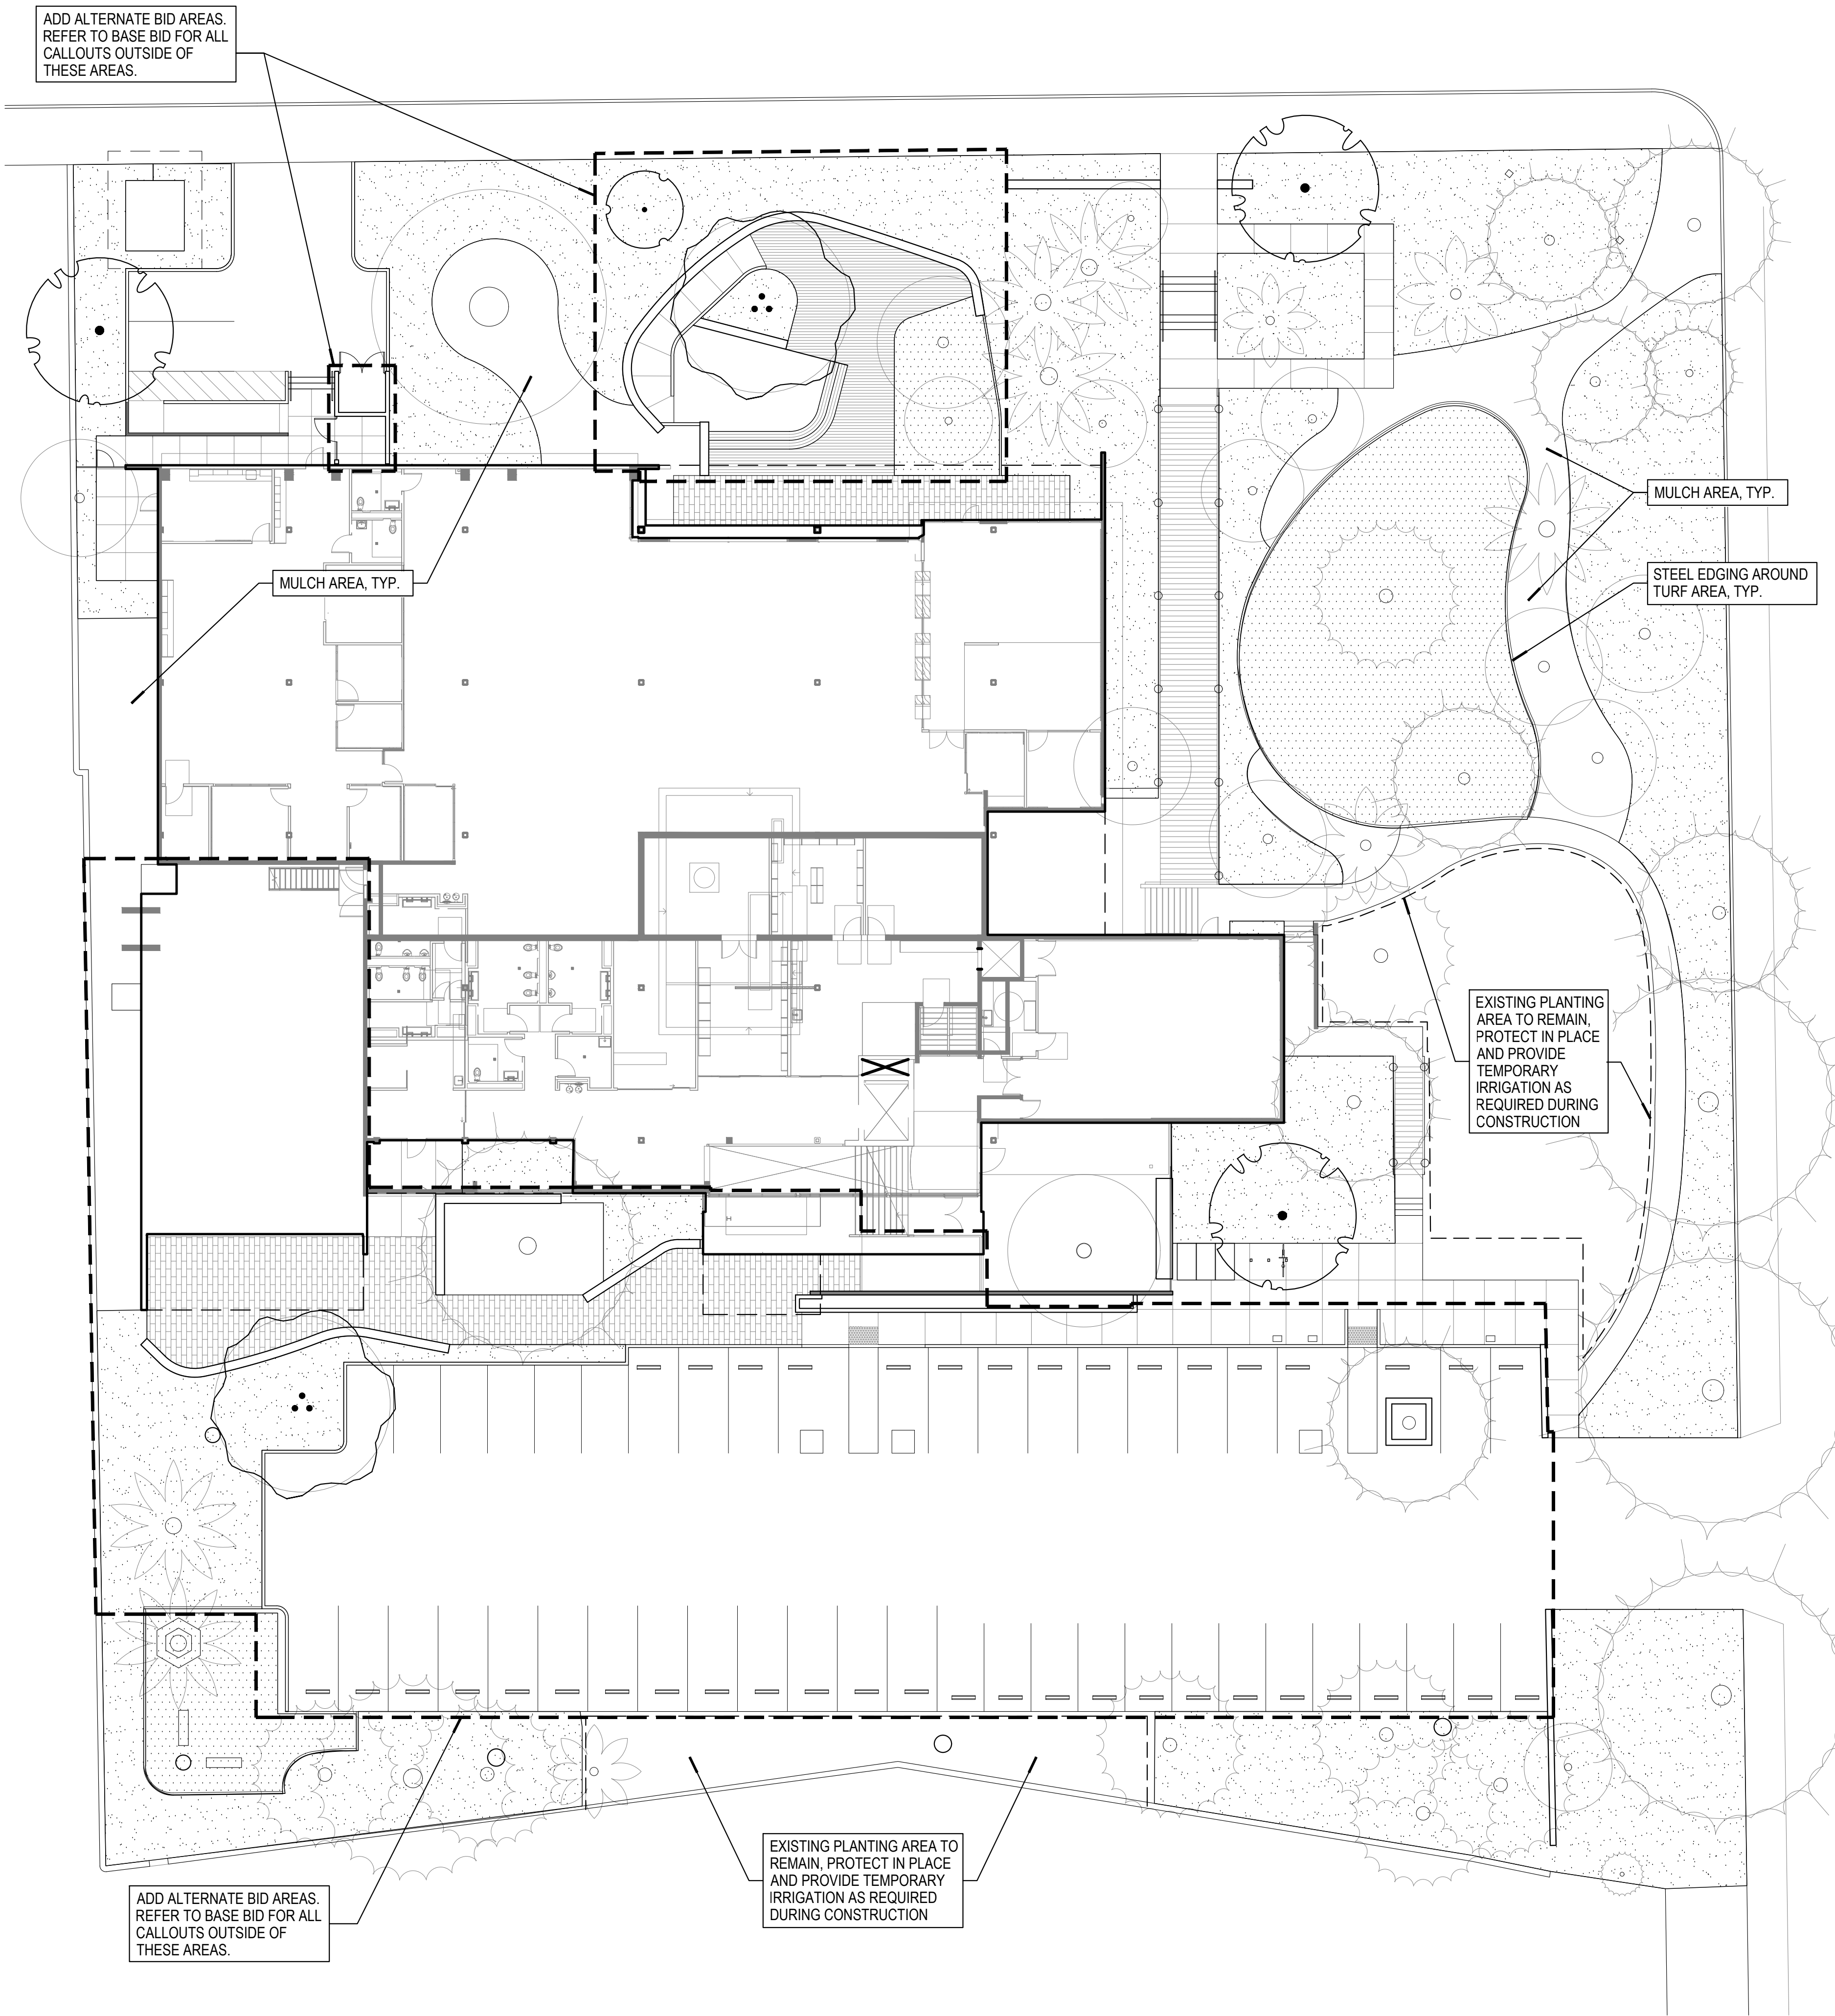 ADD ALTERNATE BID AREAS.
REFER TO BASE BID FOR ALL
CALLOUTS OUTSIDE OF
THESE AREAS.
MULCH AREA, TYP.
STEEL EDGING AROUND
TURF AREA, TYP.
MULCH AREA, TYP.
EXISTING PLANTING
AREA TO REMAIN,
PROTECT IN PLACE
AND PROVIDE
TEMPORARY
IRRIGATION AS
REQUIRED DURING
CONSTRUCTION
EXISTING PLANTING AREA TO
REMAIN, PROTECT IN PLACE
AND PROVIDE TEMPORARY
IRRIGATION AS REQUIRED
DURING CONSTRUCTION
ADD ALTERNATE BID AREAS.
REFER TO BASE BID FOR ALL
CALLOUTS OUTSIDE OF
THESE AREAS.